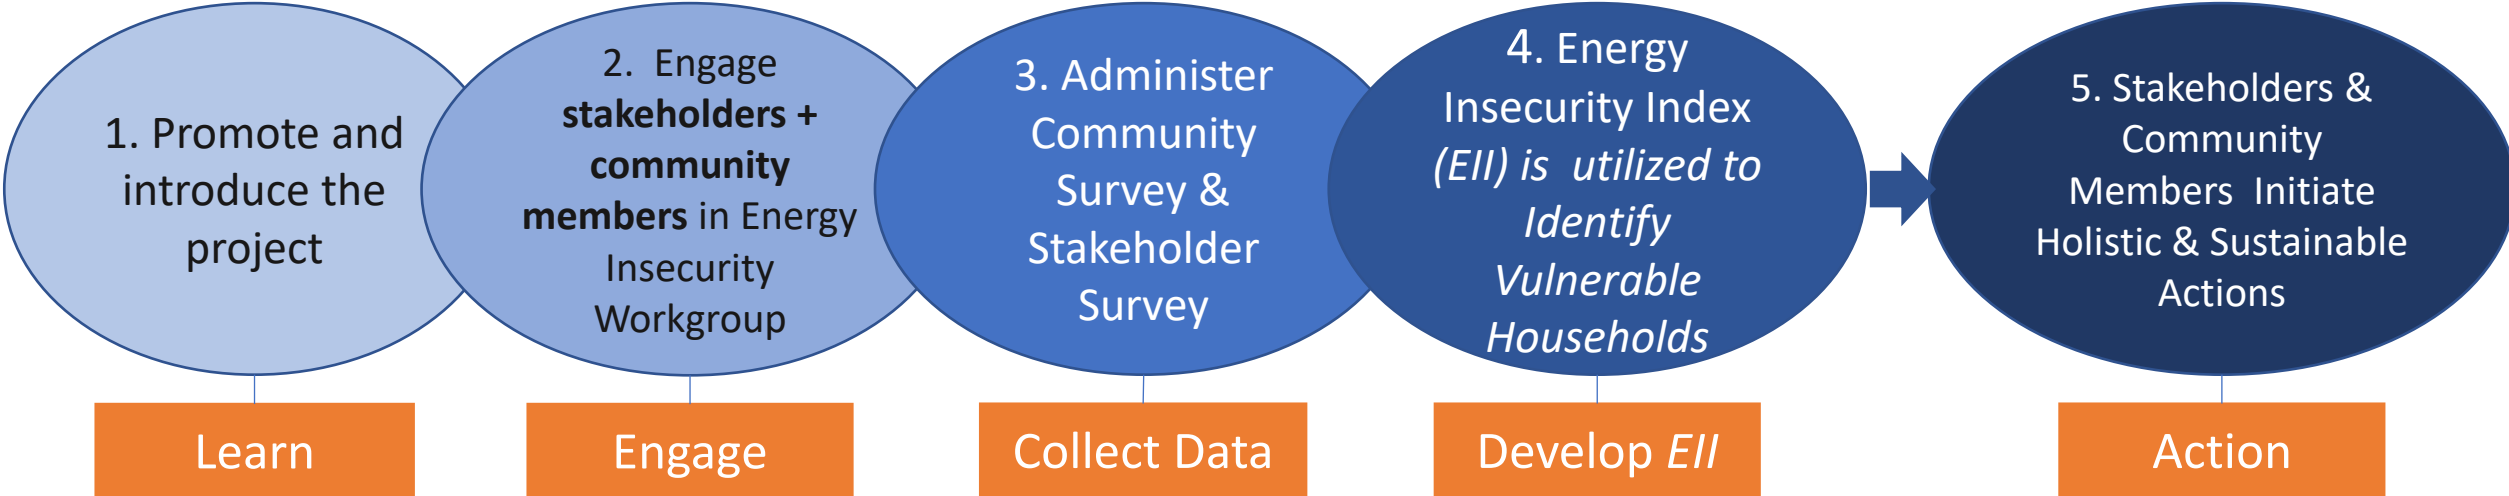 1. Promote and
introduce the
project
2.  Engage
stakeholders +
community
members in Energy
Insecurity
Workgroup
3. Administer
Community
Survey &
Stakeholder
Survey
4. Energy
Insecurity Index
(EII) is  utilized to
Identify
Vulnerable
Households
5. Stakeholders &
Community
Members  Initiate
Holistic & Sustainable
Actions
Learn
Engage
Collect Data
Develop EII
Action